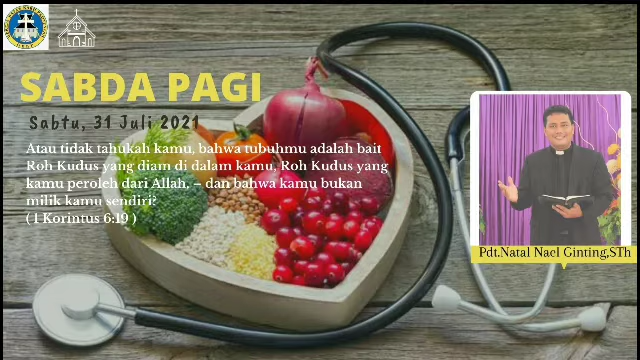 SABDA PAGI
Sabtu, 31 Juli 2021
Atau tidak tahukah kamu, bahwa tubuhmu adalah bait
Roh Kudus yang diam di dalam kamu, Roh Kudus yang
kamu peroleh dari Allah, – dan bahwa kamu bukan
milik kamu sendiri?
( 1 Korintus 6:19 )
Pdt.Natal Nael Ginting,STh